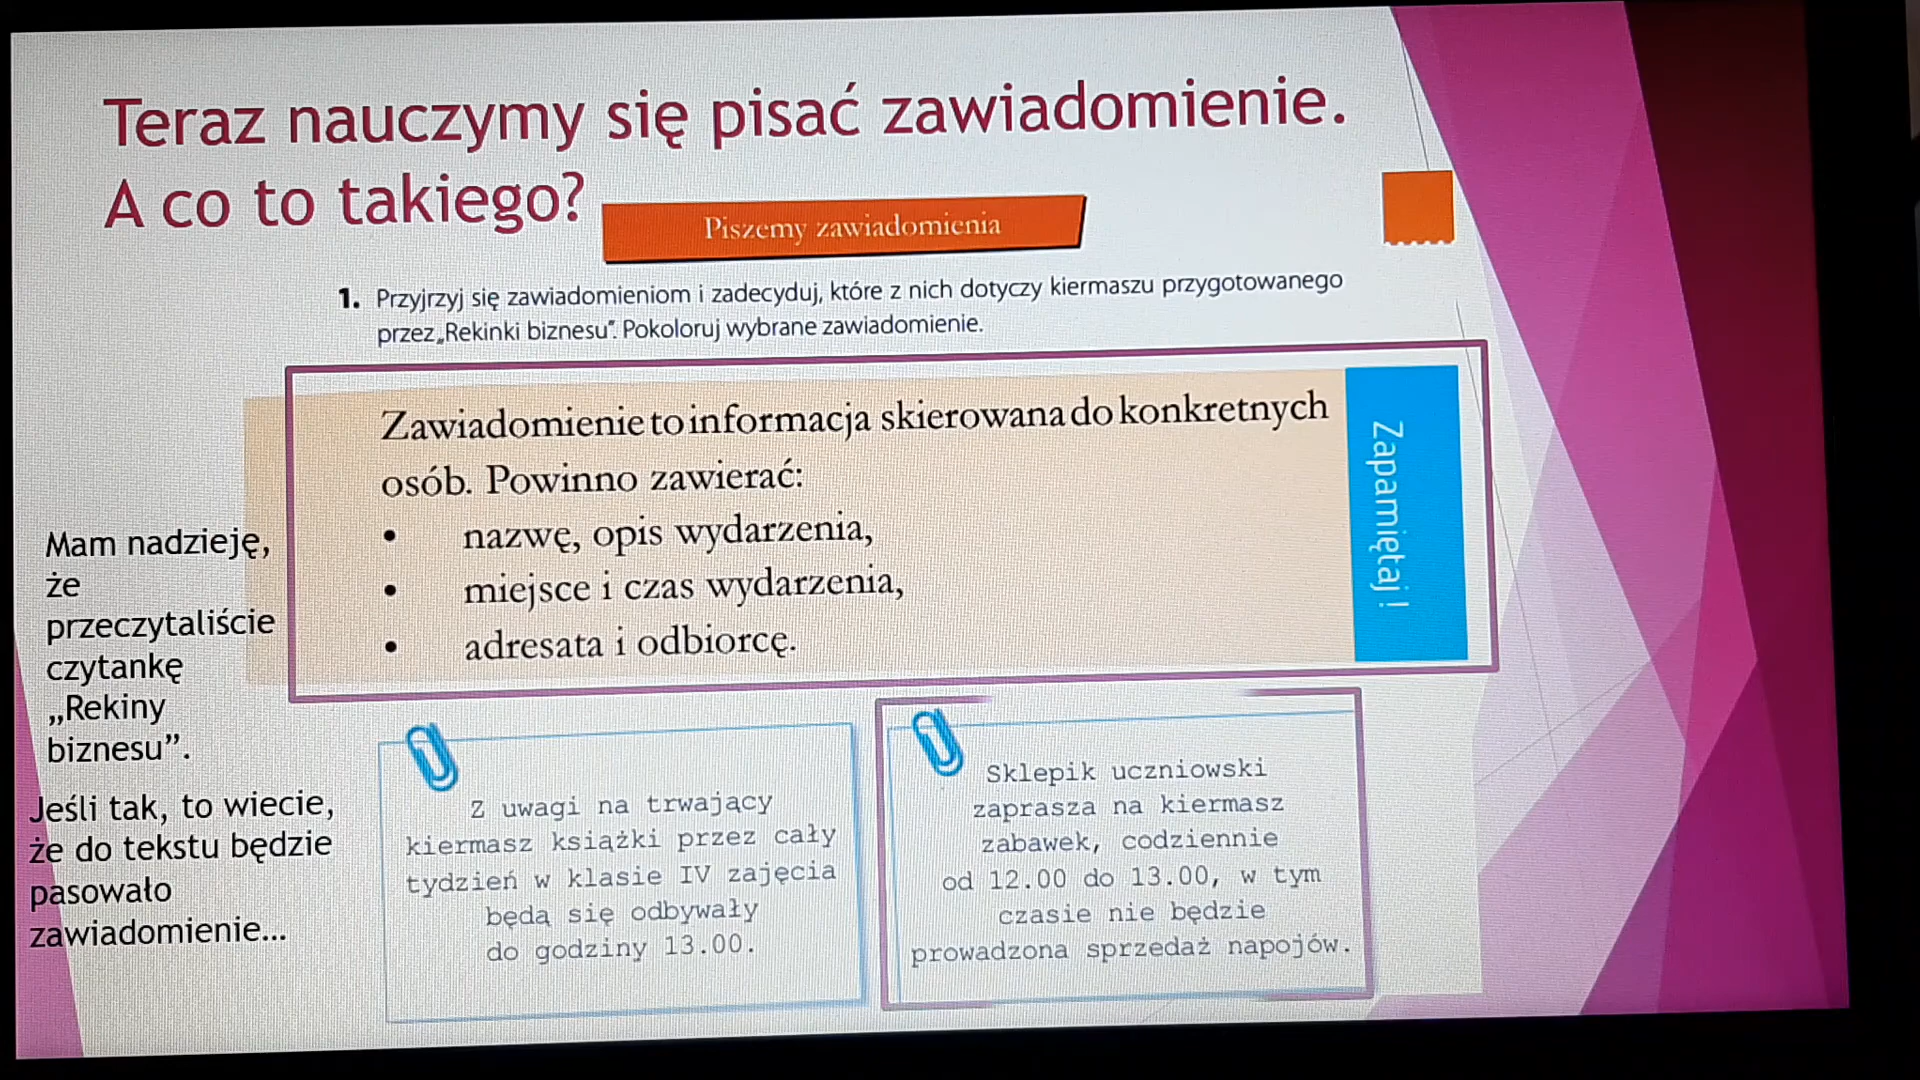 Teraz nauczymy się pisać zawiadomienie.
A co to takiego?
Piszemy zawiadomienia
1. Przyjrzyj się zawiadomieniom i zadecyduj, które z nich dotyczy kiermaszu przygotowanego
przez „Rekinki biznesu”. Pokoloruj wybrane zawiadomienie.
Zawiadomienie to informacja skierowana do konkretnych
osób. Powinno zawierać:
• nazwę, opis wydarzenia,
• miejsce i czas wydarzenia,
• adresata i odbiorcę.
Zapamiętaj!
Mam nadzieję,
że
przeczytaliście
czytankę
„Rekiny
biznesu”.
Jeśli tak, to wiecie,
że do tekstu będzie
pasowało
zawiadomienie...
Z uwagi na trwający
kiermasz książki przez cały
tydzień w klasie IV zajęcia
będą się odbywały
do godziny 13.00.
Sklepik uczniowski
zaprasza na kiermasz
zabawek, codziennie
od 12.00 do 13.00, w tym
czasie nie będzie
prowadzona sprzedaż napojów.